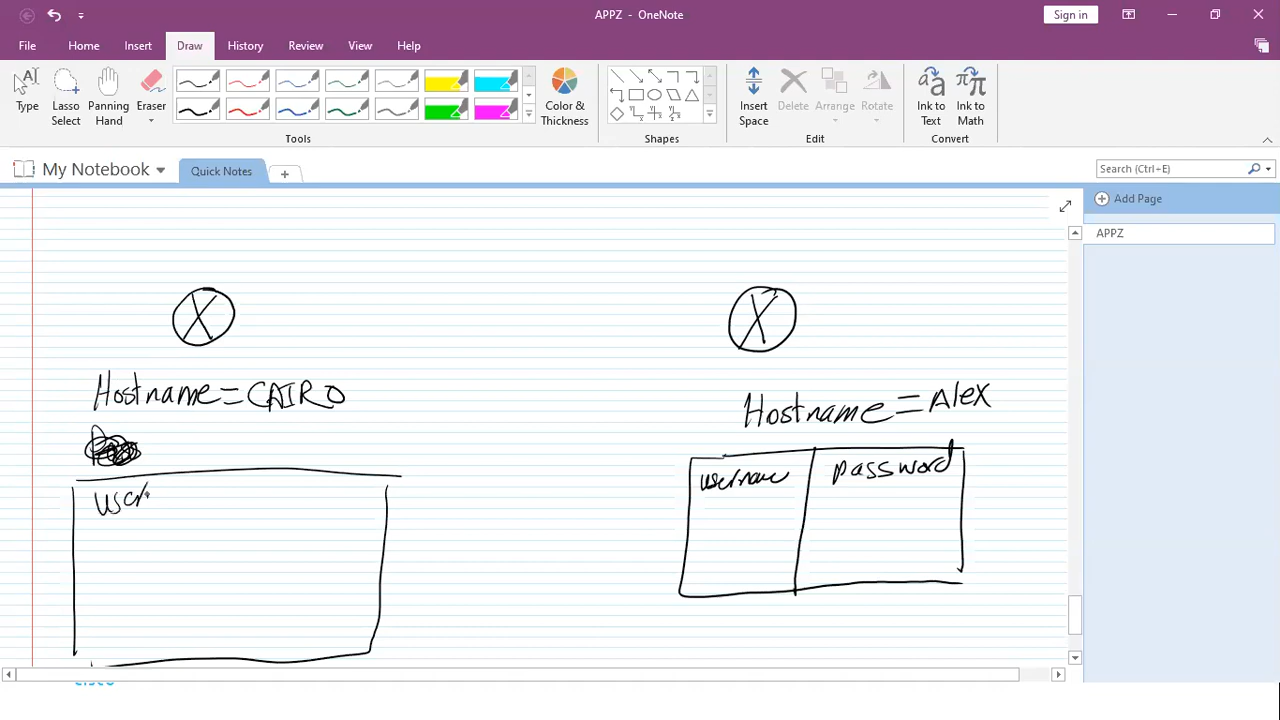 APPZ - OneNote
Sign in
File Home Insert Draw History Review View Help
Type
Lasso Select
Panning Hand
Eraser
Color & Thickness
Insert Space
Delete
Arrange
Rotate
Ink to Text
Ink to Math
Tools
Shapes
Edit
Convert
My Notebook
Quick Notes
Search (Ctrl+E)
Add Page
APPZ
Hostname=CAIRO
user
Hostname=Alex
username password
cisco